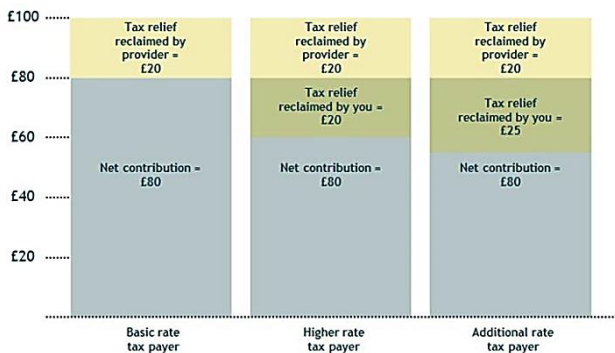 £100
£80
£60
£40
£20
Tax relief
reclaimed by
provider =
£20
Net contribution =
£80
Basic rate
tax payer
Tax relief
reclaimed by
provider =
£20
Tax relief
reclaimed by you =
£20
Net contribution =
£80
Higher rate
tax payer
Tax relief
reclaimed by
provider =
£20
Tax relief
reclaimed by you =
£25
Net contribution =
£80
Additional rate
tax payer